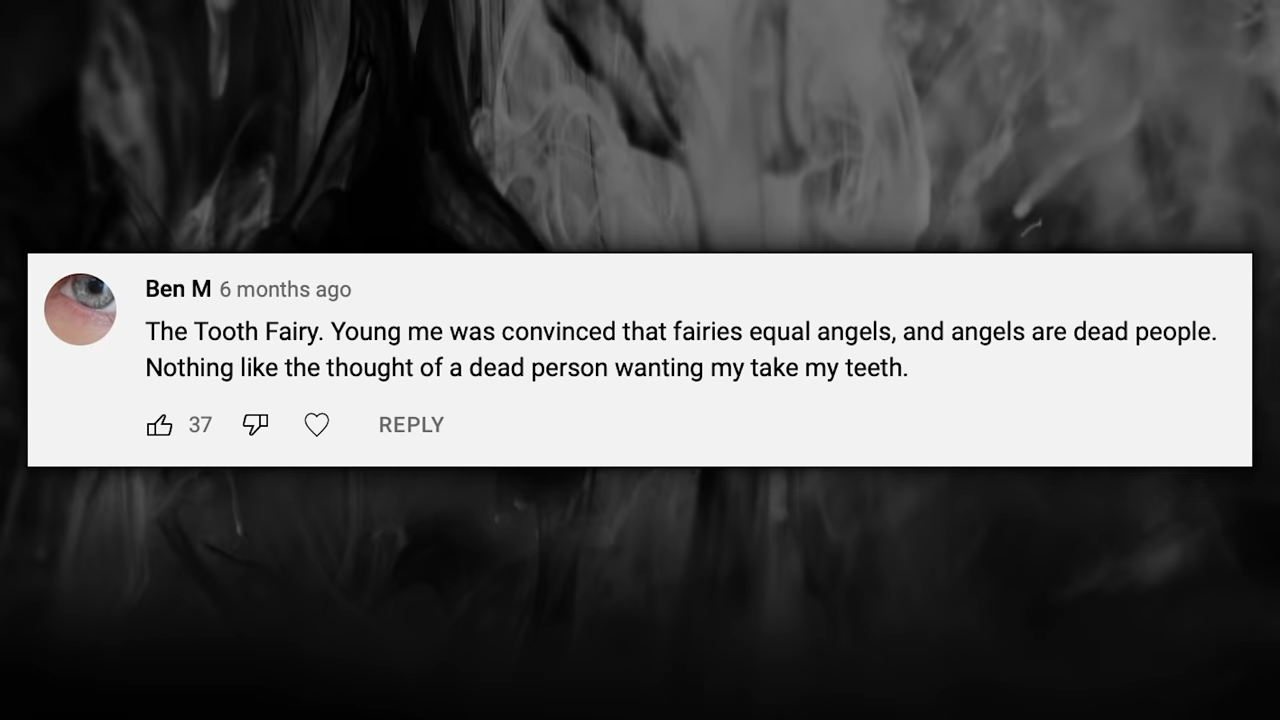 Ben M 6 months ago
The Tooth Fairy. Young me was convinced that fairies equal angels, and angels are dead people.
Nothing like the thought of a dead person wanting my take my teeth.
37 REPLY